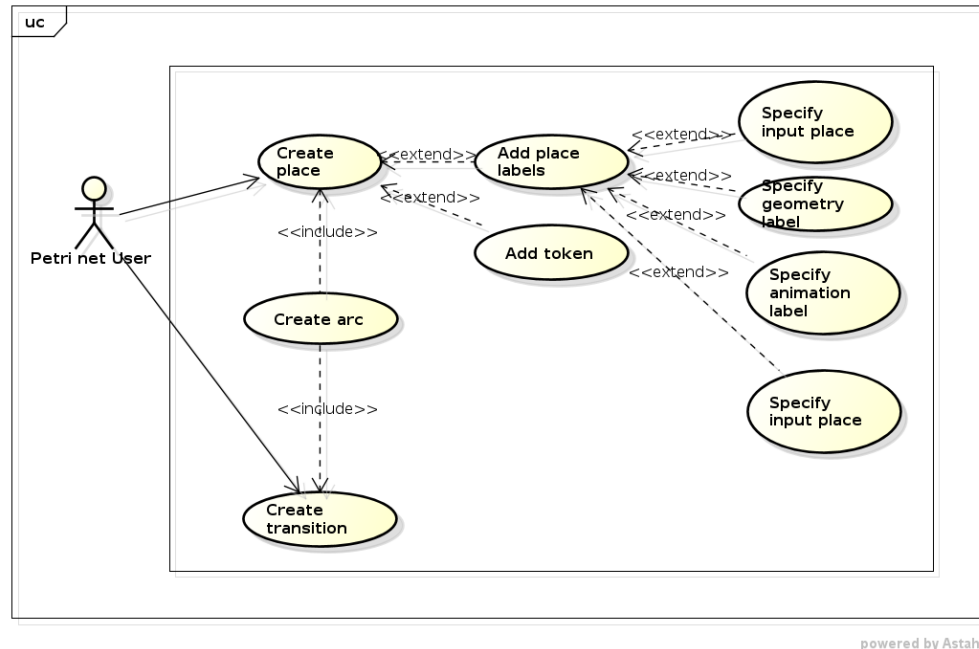 uc
Specify
input place
<<extend>>
Create
place
<<extend>>
Add place
labels
<<extend>>
Specify
geometry
label
<<extend>>
<<extend>>
<<include>>
Add token
Petri net User
<<extend>>
Specify
animation
label
Create arc
<<include>>
Specify
input place
Create
transition
powered by Astah